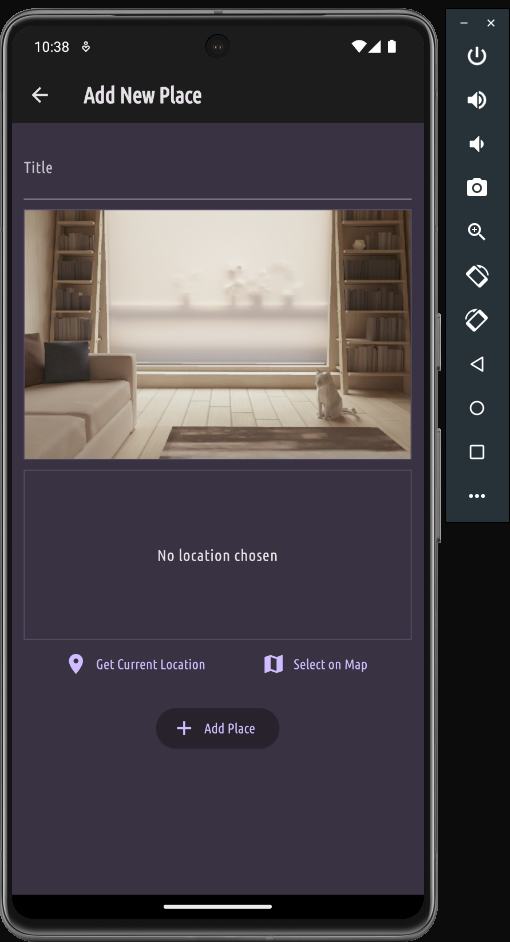 10:38
Add New Place
Title
No location chosen
Get Current Location
Select on Map
Add Place